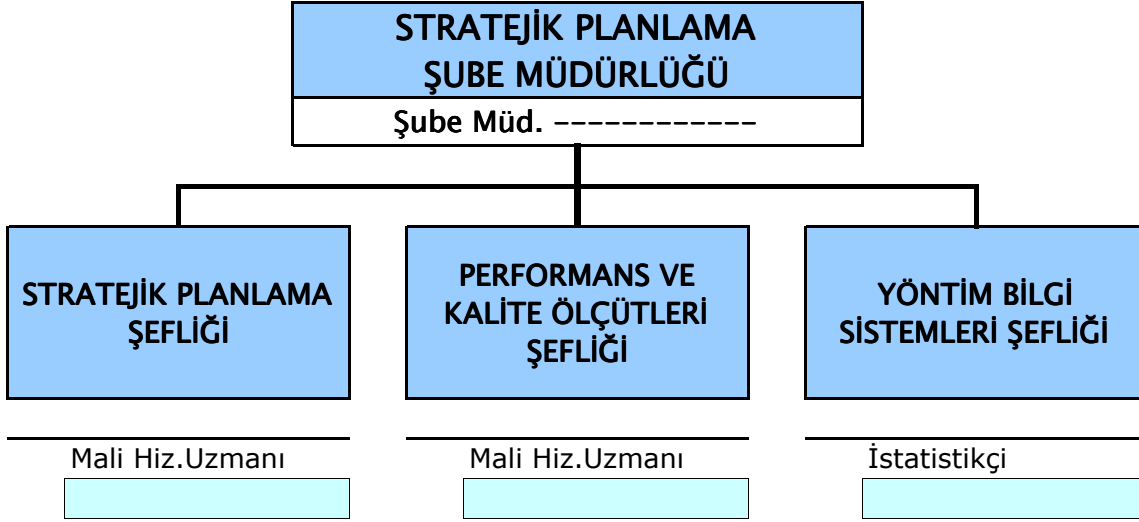 STRATEJİK PLANLAMA
ŞUBE MÜDÜRLÜĞÜ
Şube Müd. ------------
STRATEJİK PLANLAMA
ŞEFLİĞİ
PERFORMANS VE
KALİTE ÖLÇÜTLERİ
ŞEFLİĞİ
YÖNTİM BİLGİ
SİSTEMLERİ ŞEFLİĞİ
Mali Hiz.Uzmanı
Mali Hiz.Uzmanı
İstatistikçi